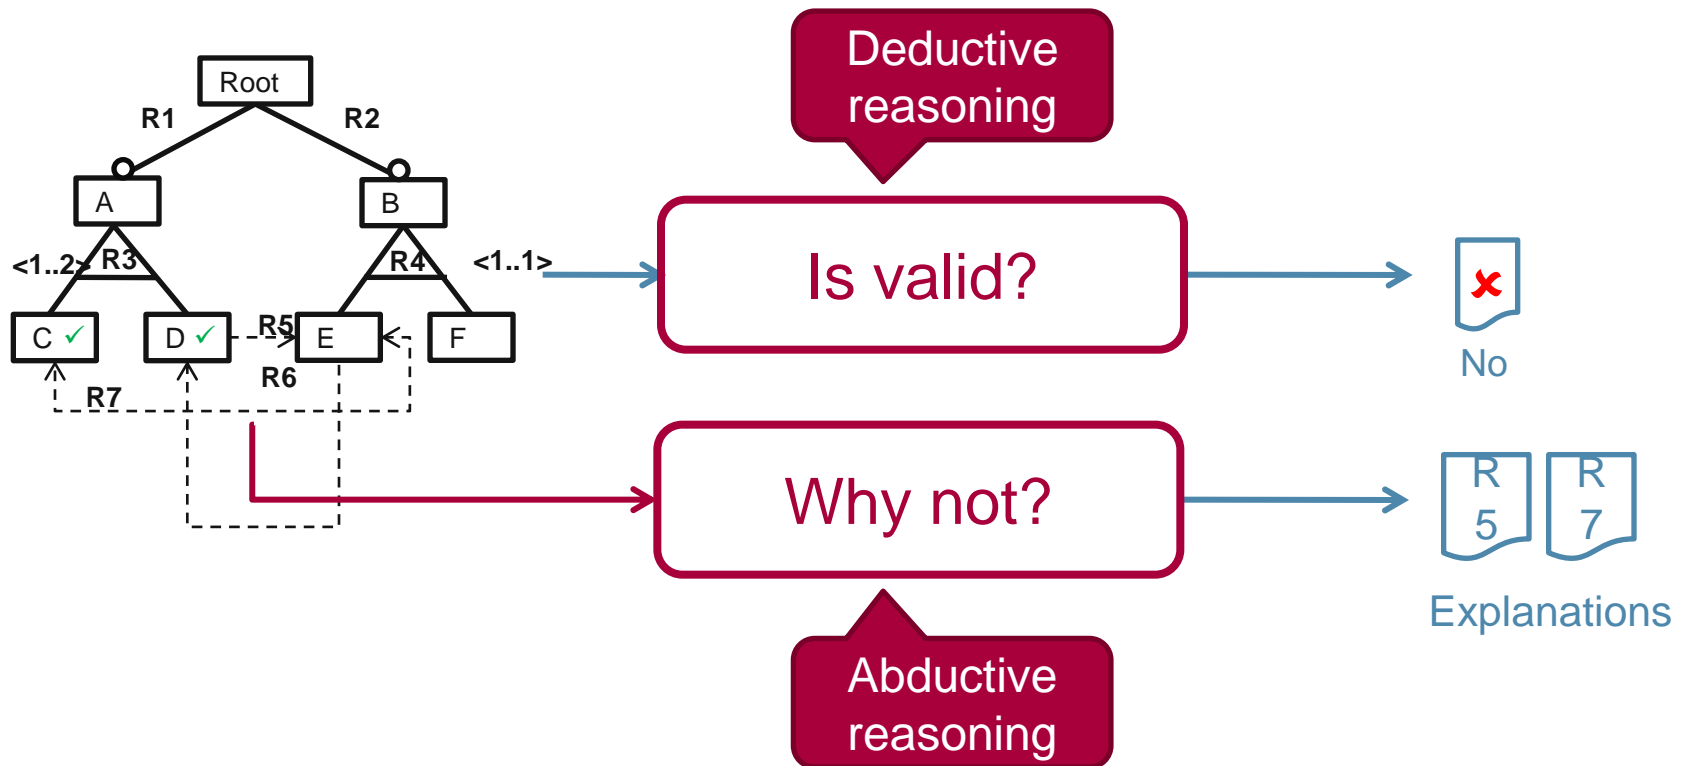 Deductive
reasoning
Root
R1
R2
A
B
<1..2>
R3
R4
<1..1>
Is valid?
C ✓
D ✓
R5
E
F
R6
R7
No
Why not?
R
5
R
7
Explanations
Abductive
reasoning